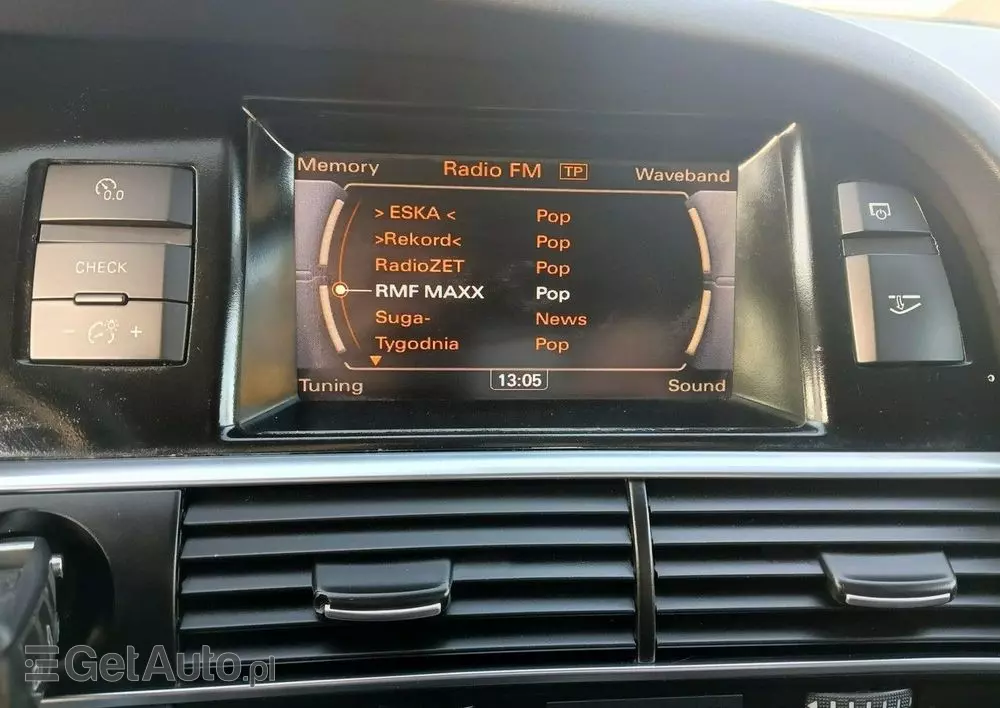 Memory Radio FM TP Waveband
> ESKA < Pop
>Rekord< Pop
RadioZET Pop
RMF MAXX Pop
Suga- News
Tygodnia Pop
Tuning 13:05 Sound
0.0
CHECK
- +
GetAuto.pl